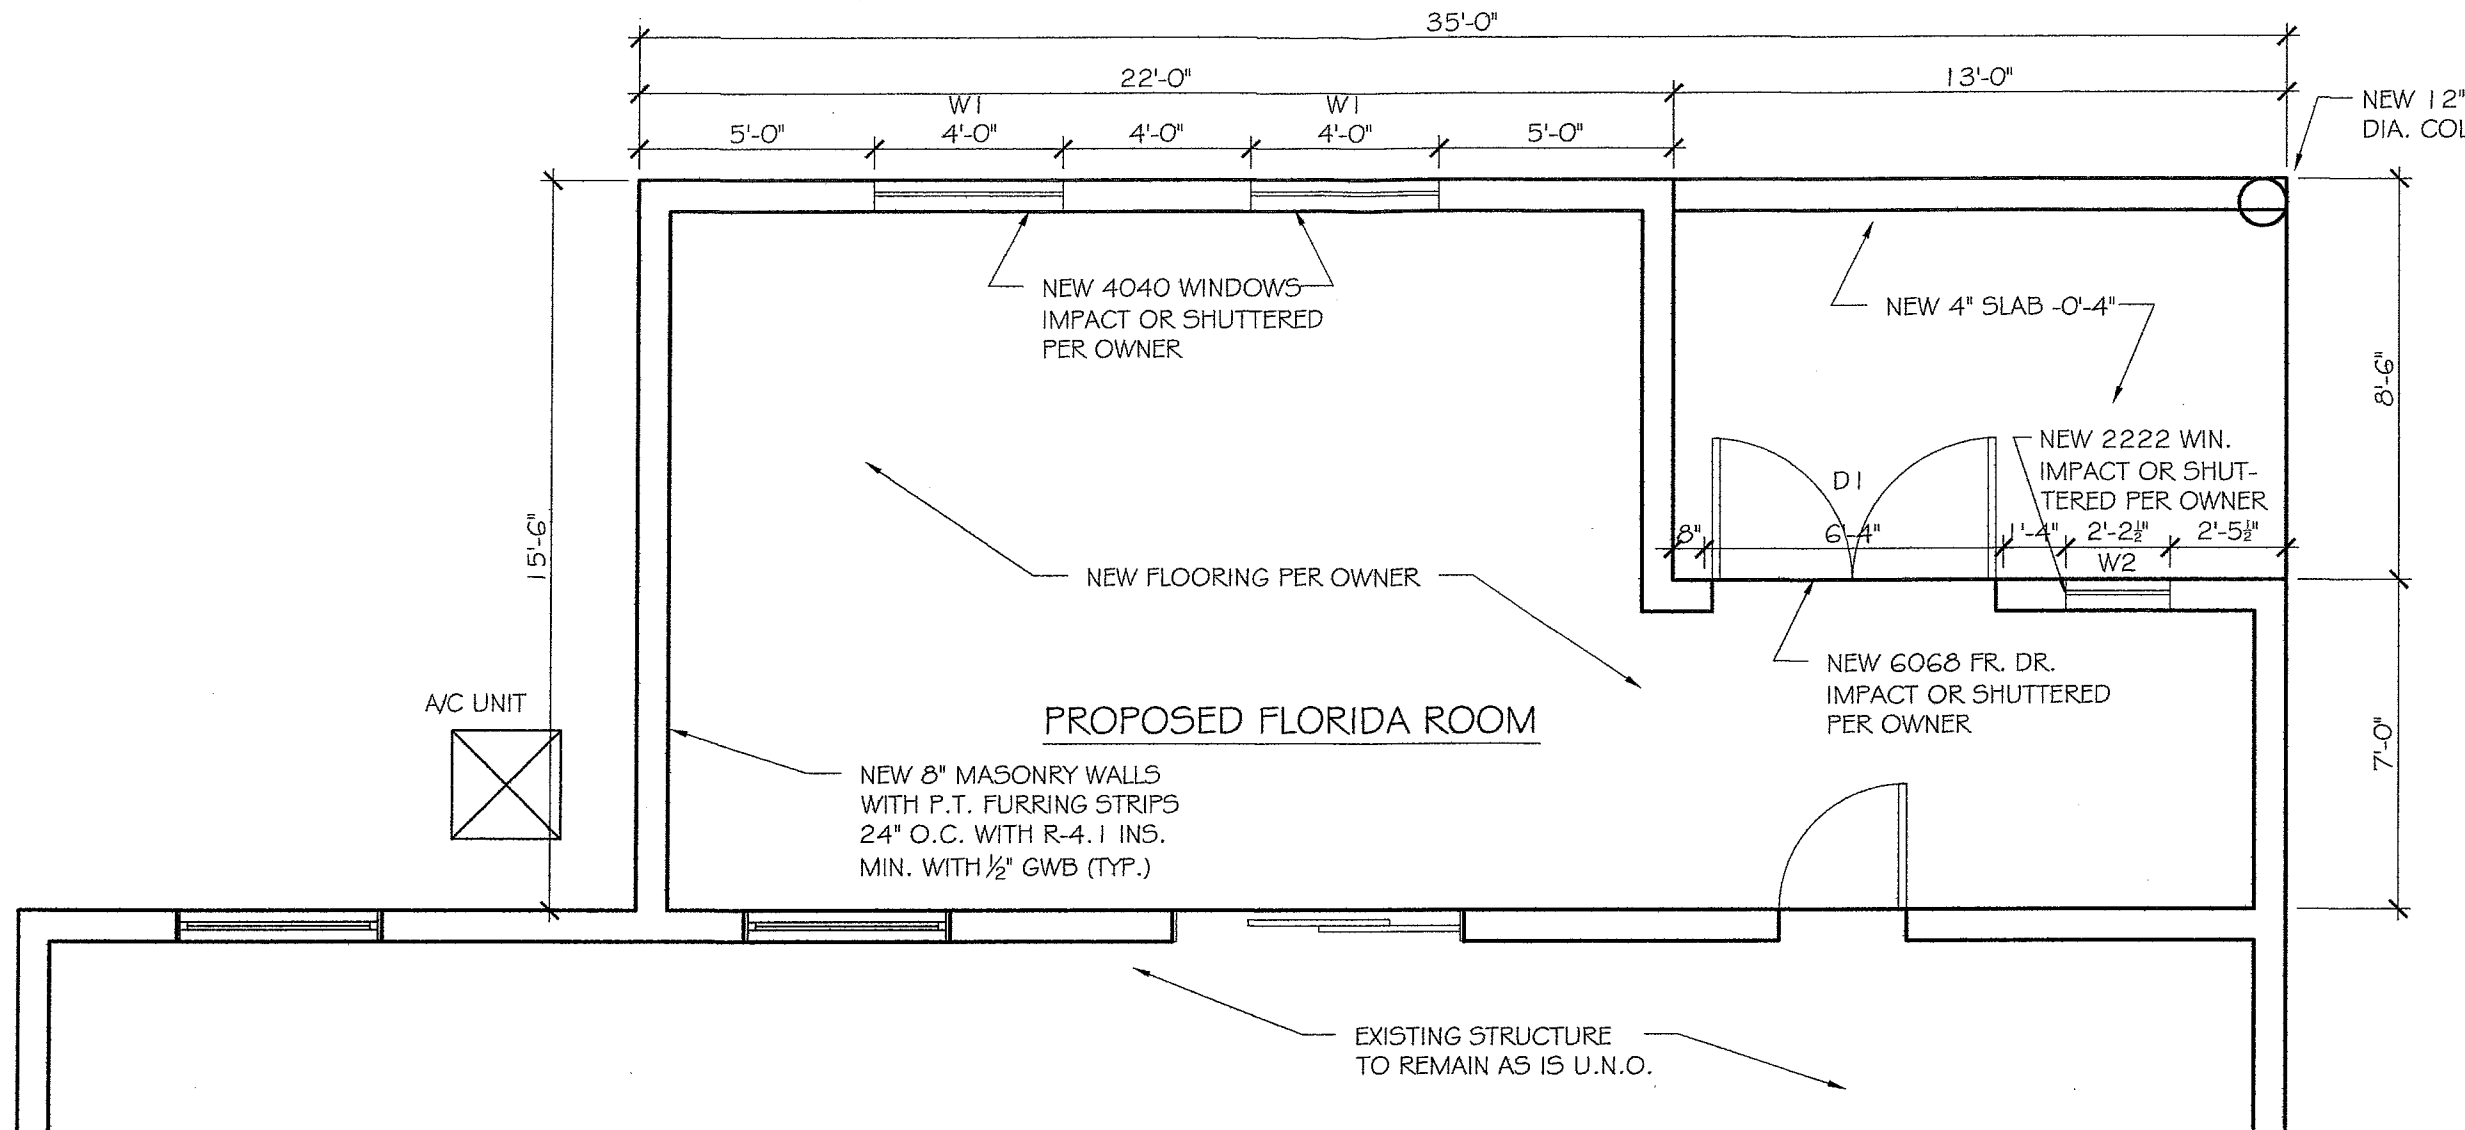 35'-0"
22'-0"
13'-0"
W1
W1
5'-0"
4'-0"
4'-0"
4'-0"
5'-0"
NEW 12"
DIA. COL
NEW 4040 WINDOWS
IMPACT OR SHUTTERED
PER OWNER
NEW 4" SLAB -0'-4"
8'-6"
NEW 2222 WIN.
IMPACT OR SHUT-
TERED PER OWNER
D1
8"
6'-4"
1'-4"
2'-2½"
2'-5½"
W2
15'-6"
NEW FLOORING PER OWNER
NEW 6068 FR. DR.
IMPACT OR SHUTTERED
PER OWNER
A/C UNIT
PROPOSED FLORIDA ROOM
7'-0"
NEW 8" MASONRY WALLS
WITH P.T. FURRING STRIPS
24" O.C. WITH R-4.1 INS.
MIN. WITH ½" GWB (TYP.)
EXISTING STRUCTURE
TO REMAIN AS IS U.N.O.